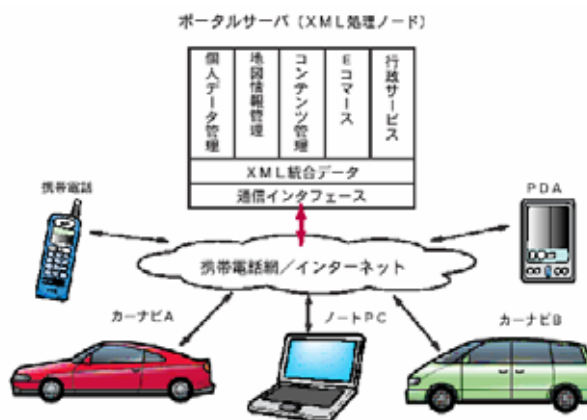 ポータルサーバ（XML処理ノード）
個人データ管理
地図情報管理
コンテンツ管理
Eコマース
行政サービス
XML統合データ
通信インタフェース
携帯電話
PDA
携帯電話網／インターネット
カーナビA
ノートPC
カーナビB